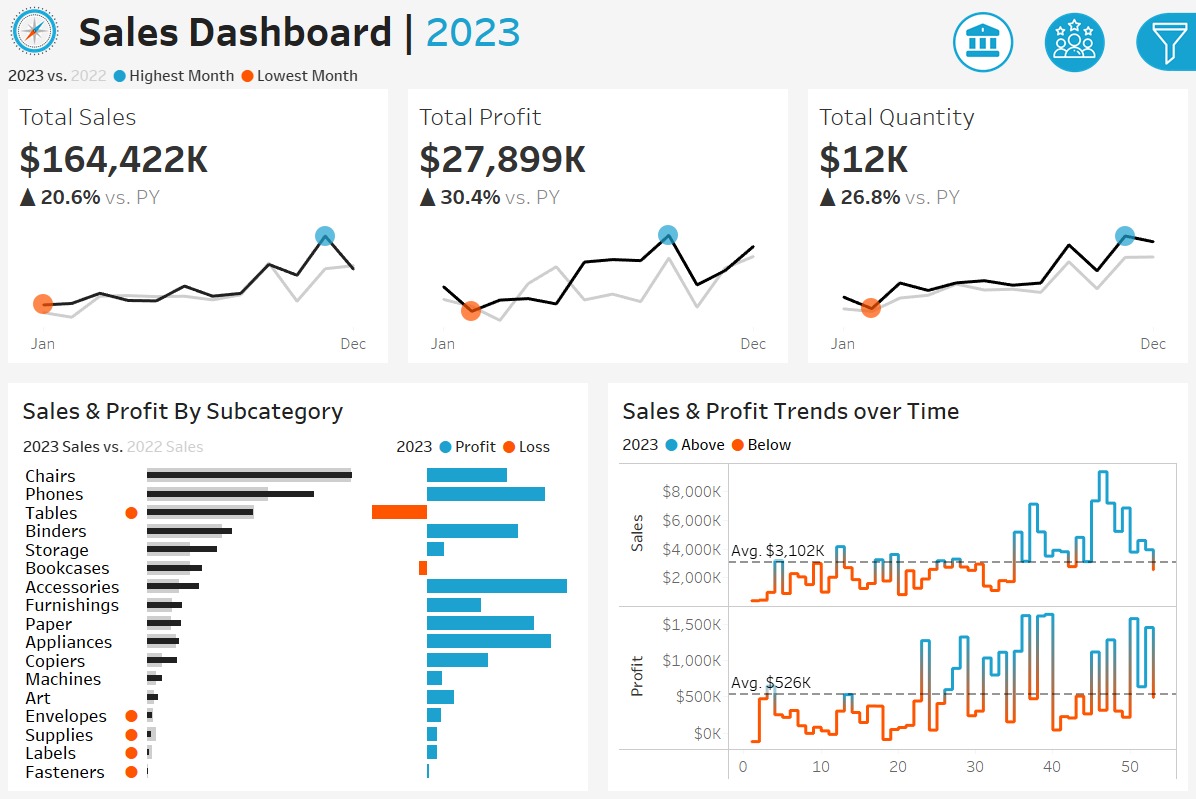 Sales Dashboard | 2023
2023 vs. 2022 Highest Month Lowest Month
Total Sales
$164,422K
▲ 20.6% vs. PY
Jan Dec
Total Profit
$27,899K
▲ 30.4% vs. PY
Jan Dec
Total Quantity
$12K
▲ 26.8% vs. PY
Jan Dec
Sales & Profit By Subcategory
2023 Sales vs. 2022 Sales
2023 Profit Loss
Chairs
Phones
Tables
Binders
Storage
Bookcases
Accessories
Furnishings
Paper
Appliances
Copiers
Machines
Art
Envelopes
Supplies
Labels
Fasteners
Sales & Profit Trends over Time
2023 Above Below
Sales
$8,000K
$6,000K
$4,000K
$2,000K
Avg. $3,102K
Profit
$1,500K
$1,000K
$500K
$0K
Avg. $526K
0 10 20 30 40 50